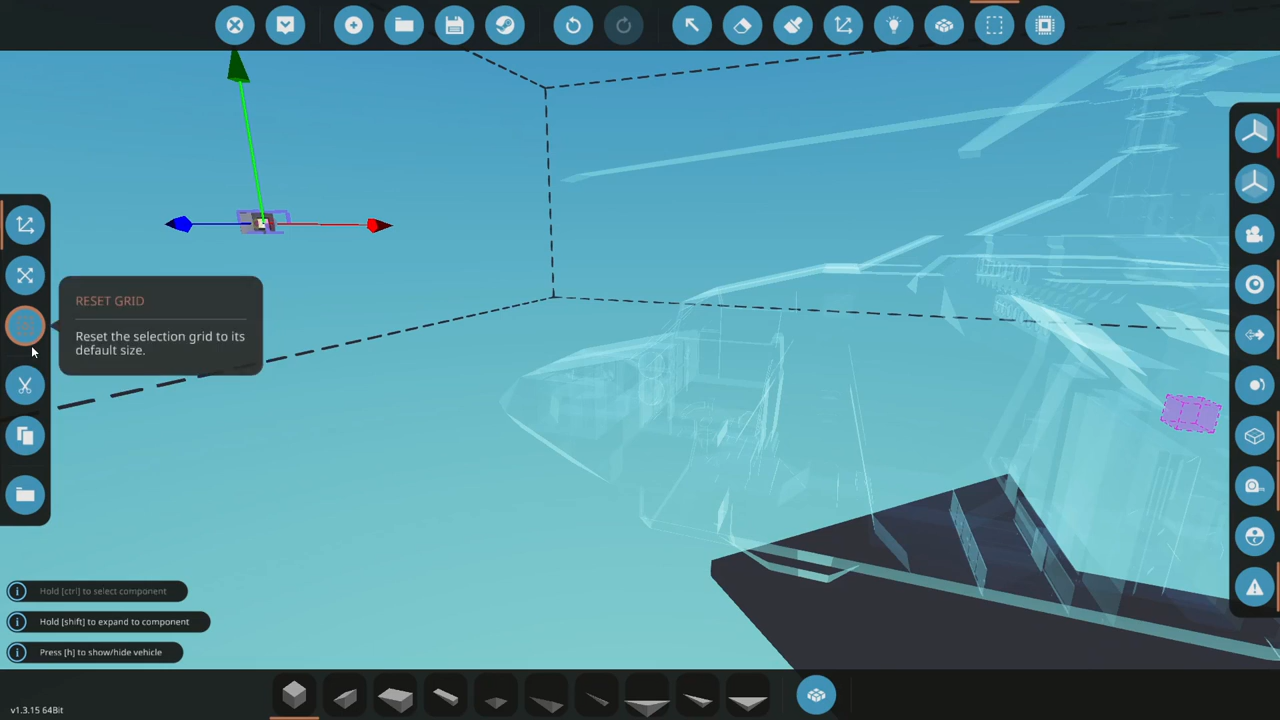 RESET GRID
Reset the selection grid to its
default size.
Hold [ctrl] to select component
Hold [shift] to expand to component
Press [h] to show/hide vehicle
v1.3.15 64Bit